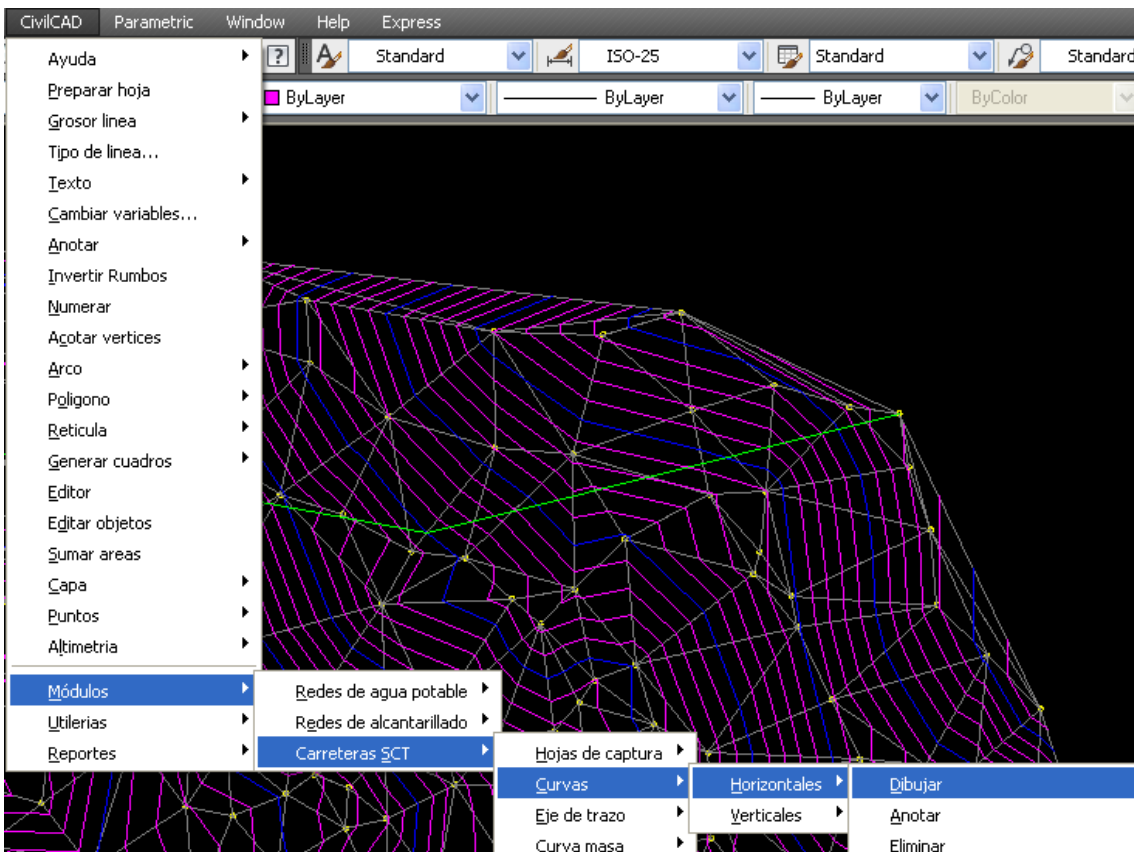 CivilCAD Parametric Window Help Express
Ayuda ? Standard ISO-25 Standard Standard
Preparar hoja ByLayer ByLayer ByLayer ByColor
Grosor linea
Tipo de linea...
Texto
Cambiar variables...
Anotar
Invertir Rumbos
Numerar
Acotar vertices
Arco
Poligono
Reticula
Generar cuadros
Editor
Editar objetos
Sumar areas
Capa
Puntos
Altimetria
Módulos Redes de agua potable
Utilerias Redes de alcantarillado
Reportes Carreteras SCT Hojas de captura
Curvas Horizontales Dibujar
Eje de trazo Verticales Anotar
Curva masa Eliminar